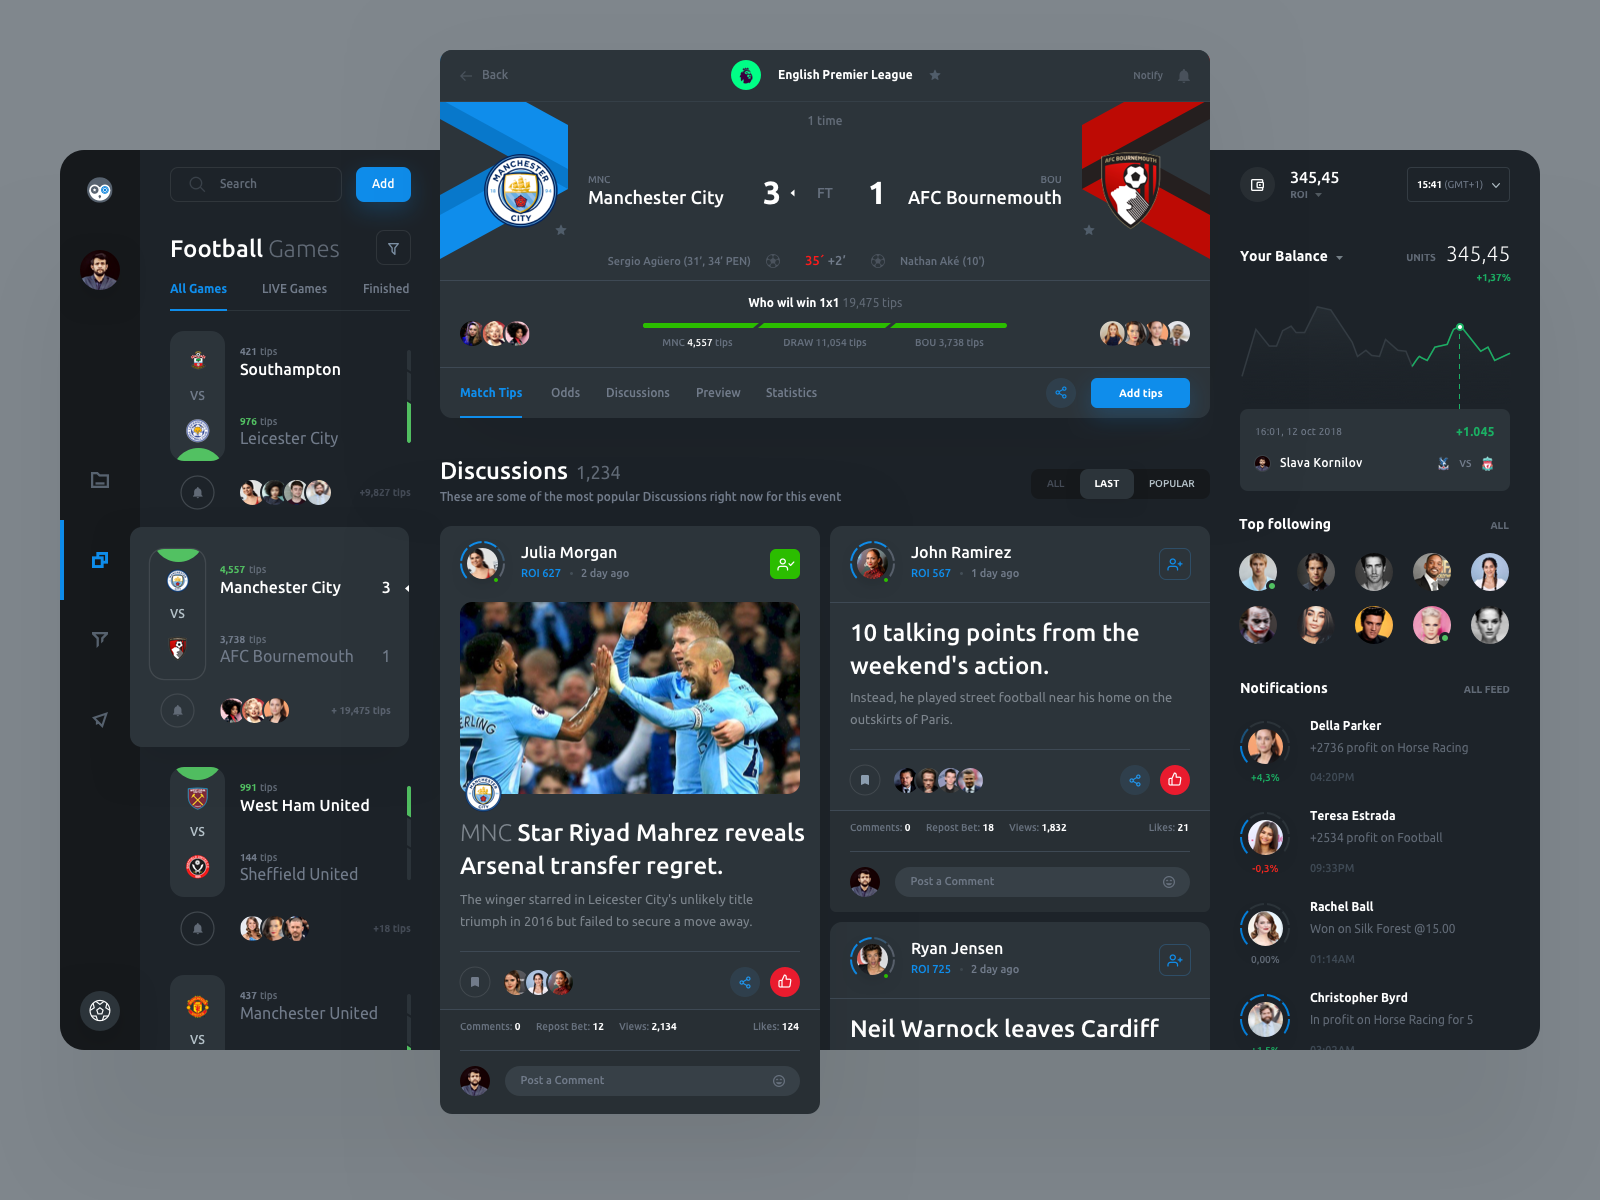 Back
English Premier League
Notify
1 time
MANCHESTER
CITY
18 94
AFC BOURNEMOUTH
MNC
Manchester City
3
FT
1
BOU
AFC Bournemouth
Sergio Agüero (31’, 34’ PEN)
35´ +2’
Nathan Aké (10’)
Who wil win 1x1 19,475 tips
MNC 4,557 tips
DRAW 11,054 tips
BOU 3,738 tips
Match Tips
Odds
Discussions
Preview
Statistics
Add tips
Search
Add
Football Games
All Games
LIVE Games
Finished
421 tips
Southampton
VS
976 tips
Leicester City
+9,827 tips
4,557 tips
Manchester City 3
VS
3,738 tips
AFC Bournemouth 1
+ 19,475 tips
991 tips
West Ham United
VS
144 tips
Sheffield United
+18 tips
437 tips
Manchester United
VS
Discussions 1,234
These are some of the most popular Discussions right now for this event
ALL
LAST
POPULAR
Julia Morgan
ROI 627 • 2 day ago
ERLING
7
MNC Star Riyad Mahrez reveals
Arsenal transfer regret.
The winger starred in Leicester City's unlikely title
triumph in 2016 but failed to secure a move away.
Comments: 0 Repost Bet: 12 Views: 2,134 Likes: 124
Post a Comment
John Ramirez
ROI 567 • 1 day ago
10 talking points from the
weekend's action.
Instead, he played street football near his home on the
outskirts of Paris.
Comments: 0 Repost Bet: 18 Views: 1,832 Likes: 21
Post a Comment
Ryan Jensen
ROI 725 • 2 day ago
Neil Warnock leaves Cardiff
345,45
ROI
15:41 (GMT+1)
Your Balance
UNITS 345,45
+1,37%
16:01, 12 oct 2018
+1.045
Slava Kornilov
VS
Top following
ALL
Notifications
ALL FEED
Della Parker
+2736 profit on Horse Racing
+4,3%
04:20PM
Teresa Estrada
+2534 profit on Football
-0,3%
09:33PM
Rachel Ball
Won on Silk Forest @15.00
0,00%
01:14AM
Christopher Byrd
In profit on Horse Racing for 5
+1,5%
03:02AM